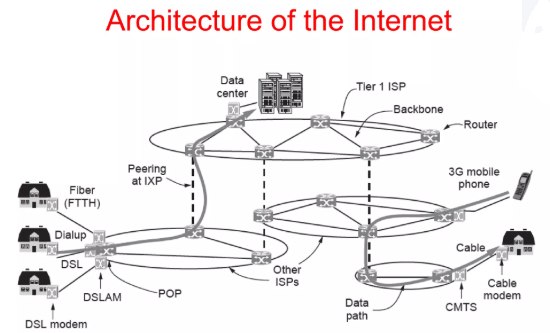 Architecture of the Internet
Data
center
Tier 1 ISP
Backbone
Router
Peering
at IXP
3G mobile
phone
Fiber
(FTTH)
Dialup
DSL
Cable
Other
ISPs
POP
DSLAM
DSL modem
Data
path
CMTS
Cable
modem